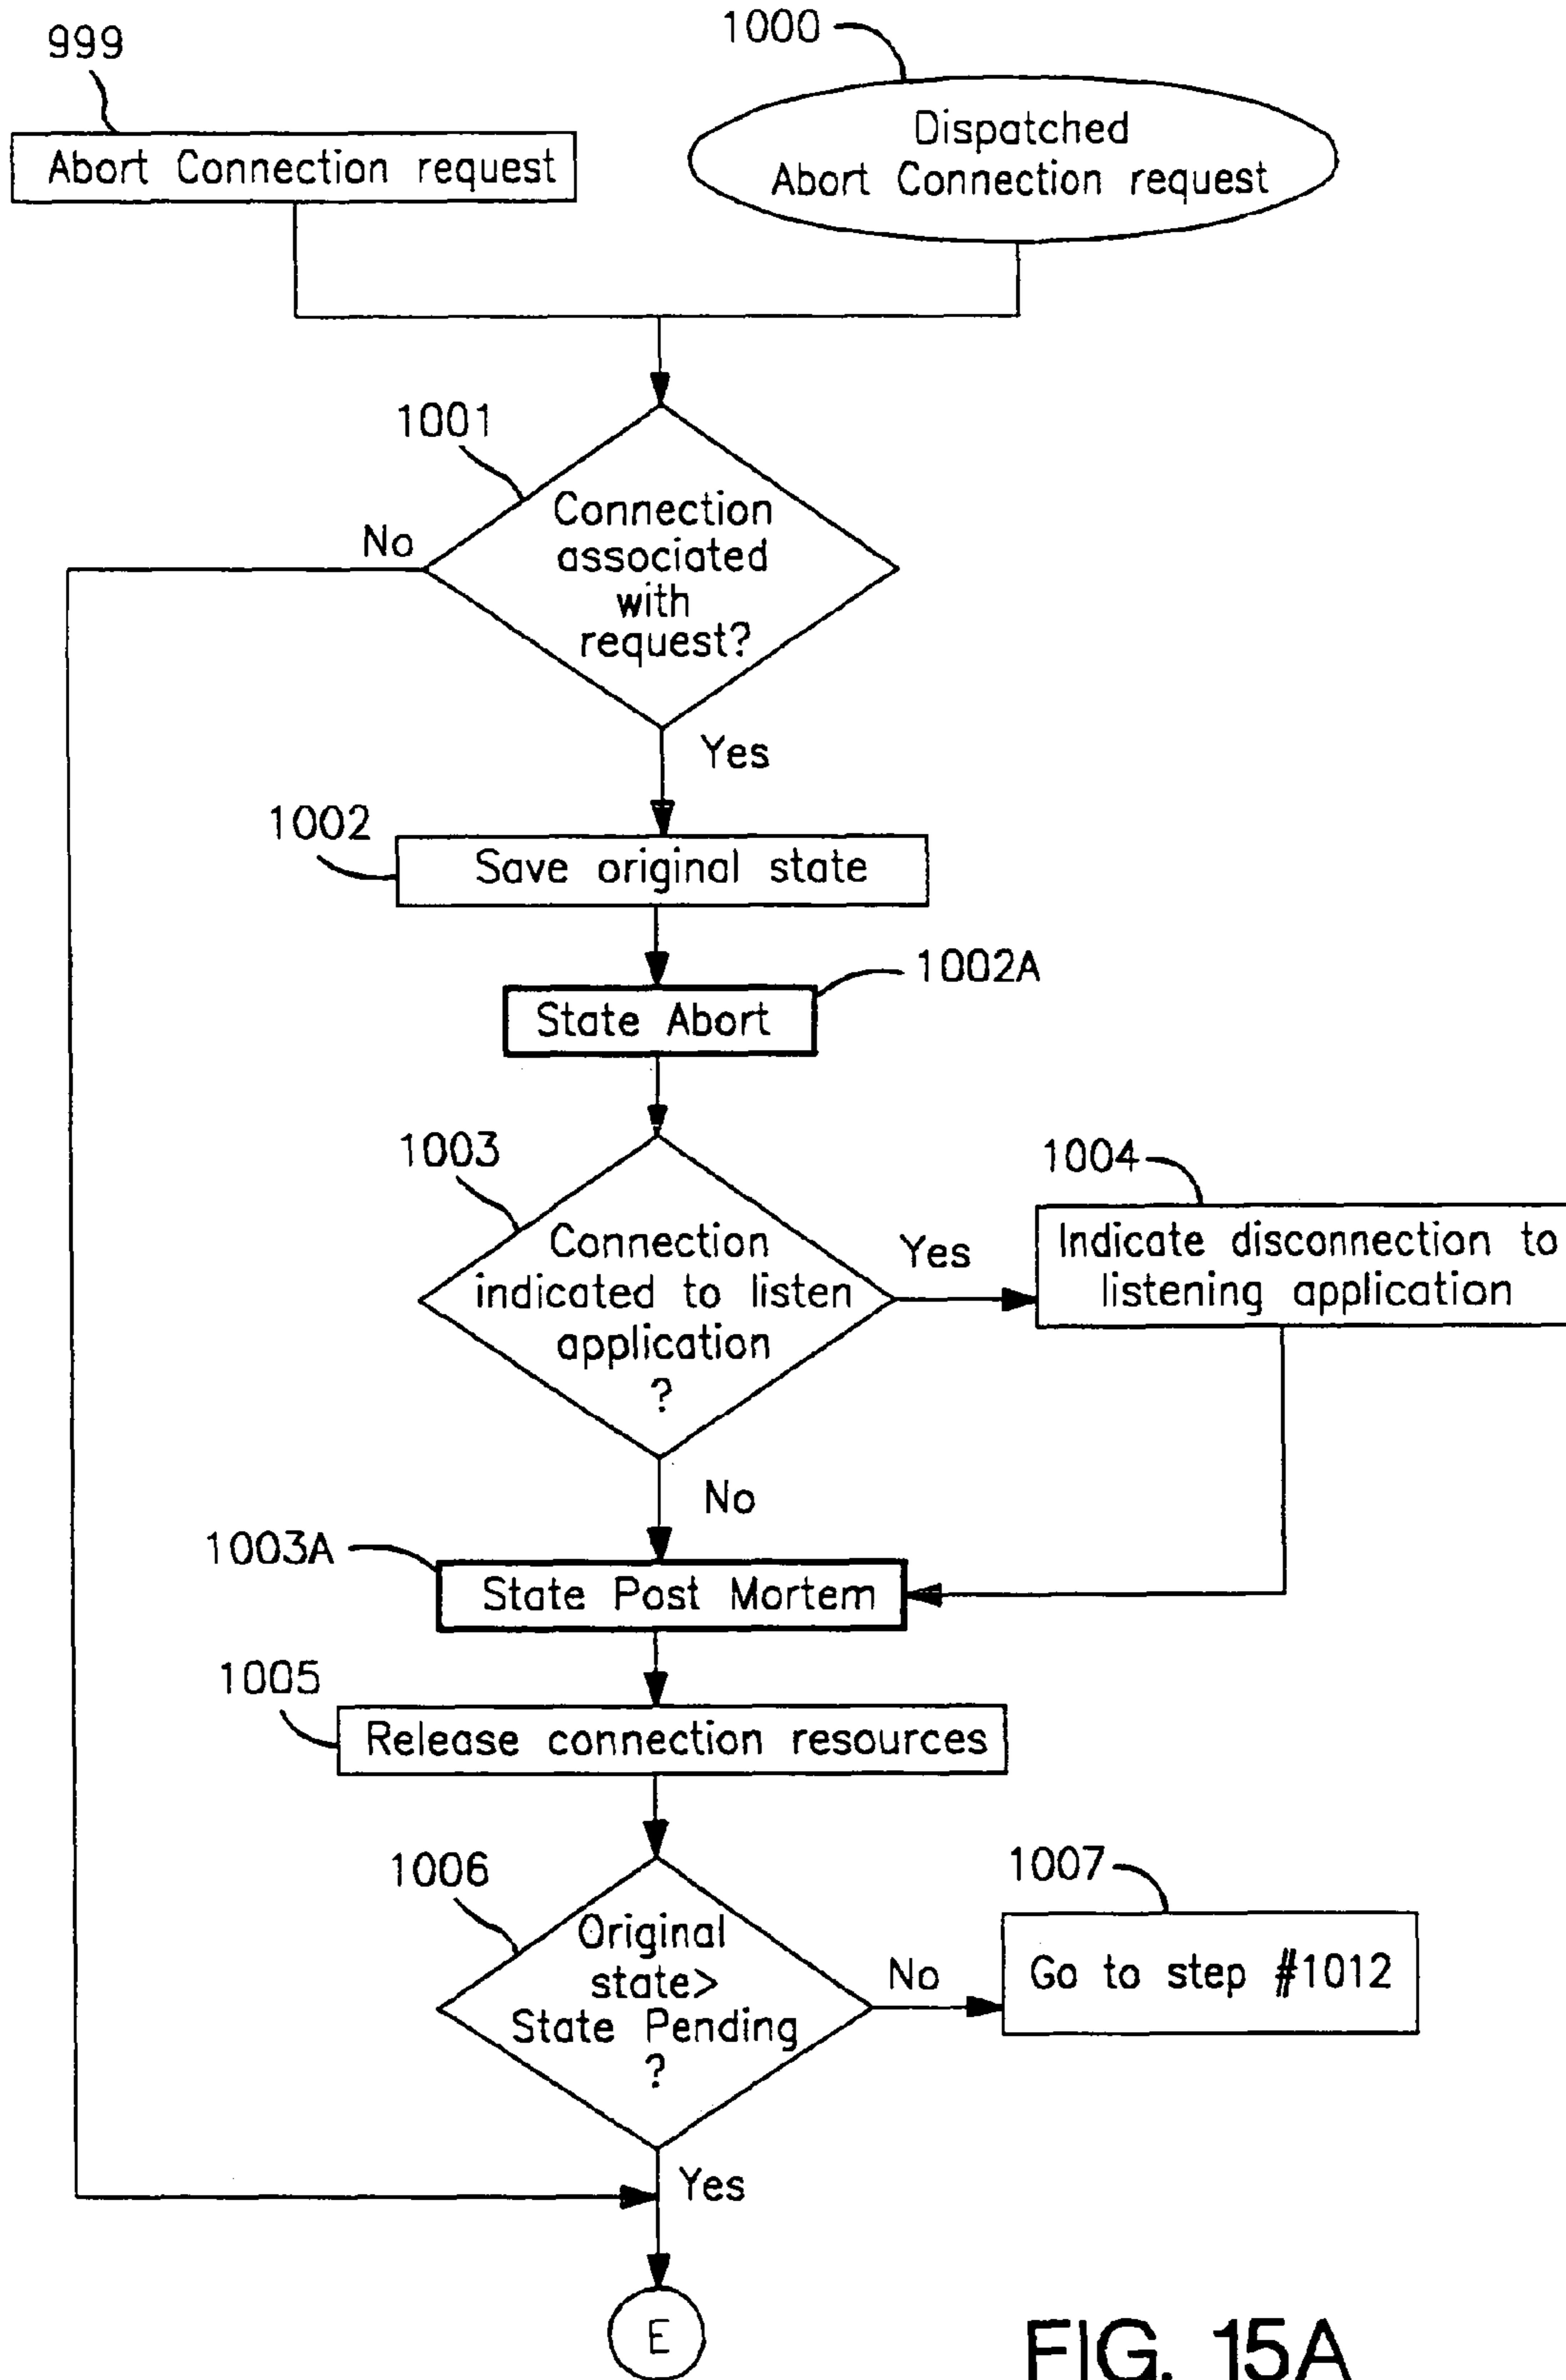 999
1000
Abort Connection request
Dispatched
Abort Connection request
1001
Connection
associated
with
request?
No
Yes
1002
Save original state
1002A
State Abort
1003
Connection
indicated to listen
application
?
Yes
1004
Indicate disconnection to
listening application
No
1003A
State Post Mortem
1005
Release connection resources
1006
Original
state>
State Pending
?
No
1007
Go to step #1012
Yes
E
FIG. 15A